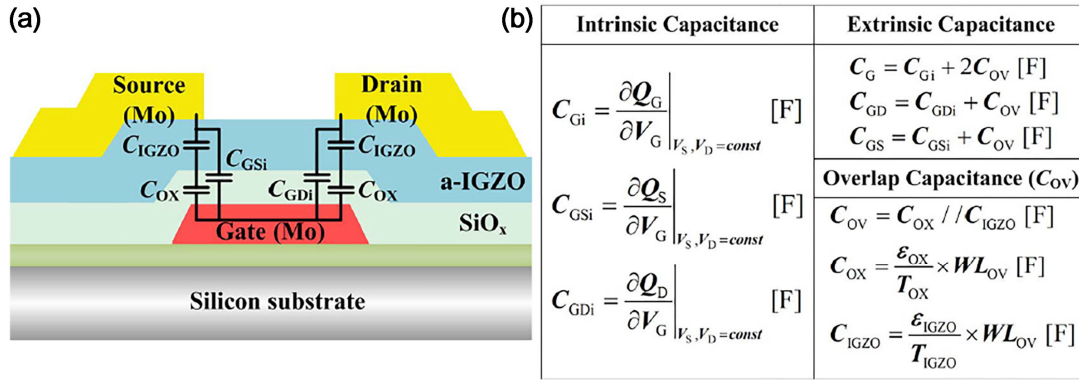 (a)
Source
(Mo)
Drain
(Mo)
C_IGZO
C_IGZO
C_GSi
C_OX
C_GDi
C_OX
a-IGZO
SiO_x
Gate (Mo)
Silicon substrate
(b)
Intrinsic Capacitance
C_Gi = ∂Q_G/∂V_G |_{V_S, V_D = const} [F]
C_GSi = ∂Q_S/∂V_G |_{V_S, V_D = const} [F]
C_GDi = ∂Q_D/∂V_G |_{V_S, V_D = const} [F]
Extrinsic Capacitance
C_G = C_Gi + 2C_OV [F]
C_GD = C_GDi + C_OV [F]
C_GS = C_GSi + C_OV [F]
Overlap Capacitance (C_OV)
C_OV = C_OX // C_IGZO [F]
C_OX = ε_OX/T_OX × WL_OV [F]
C_IGZO = ε_IGZO/T_IGZO × WL_OV [F]